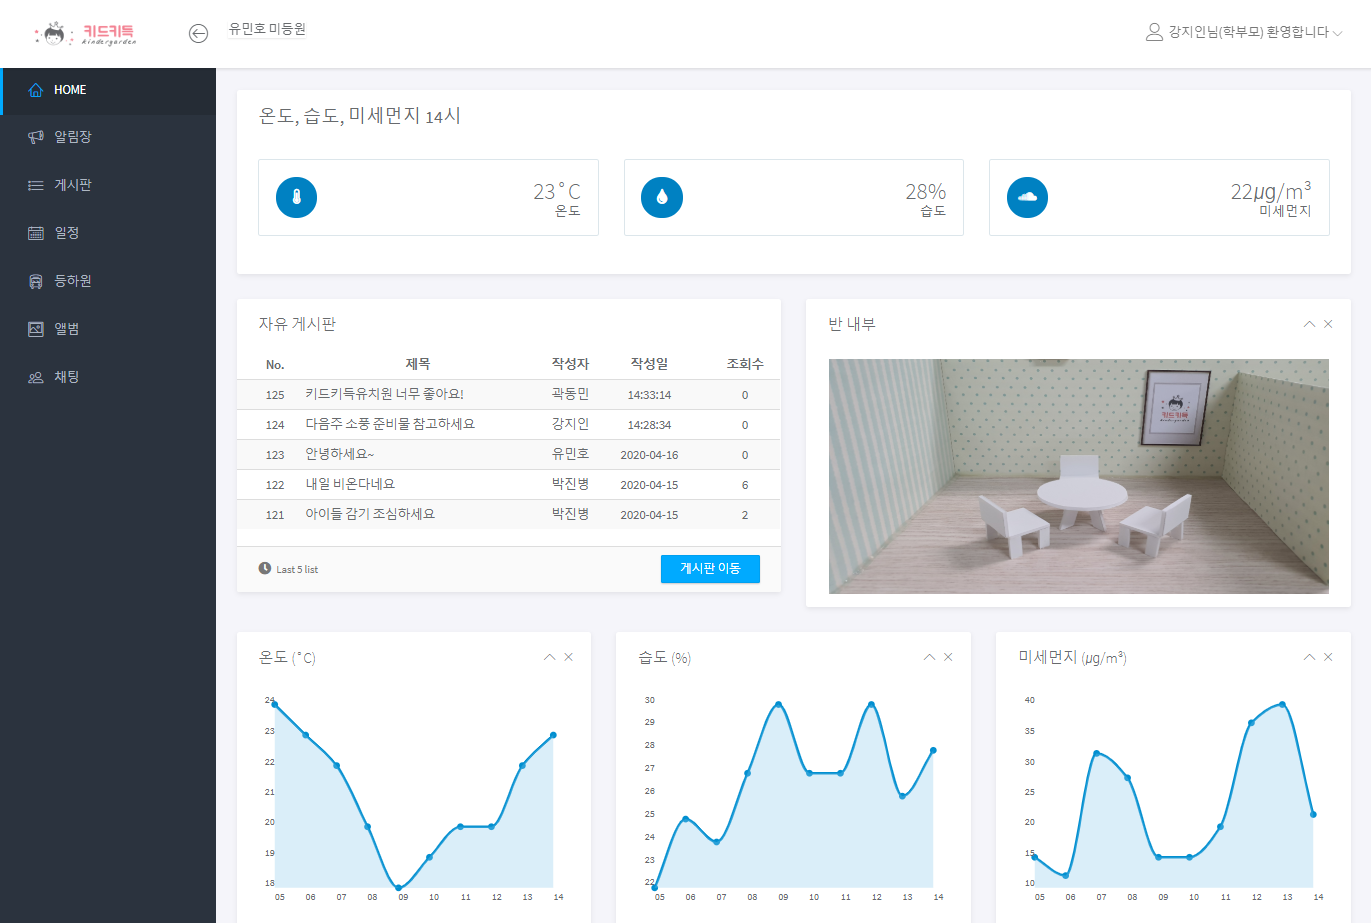 키드키득
kindergarden
유민호 미등원
강지인님(학부모) 환영합니다
HOME
알림장
게시판
일정
등하원
앨범
채팅
온도, 습도, 미세먼지 14시
23˚C
온도
28%
습도
22μg/m³
미세먼지
자유 게시판
No. 제목 작성자 작성일 조회수
125 키드키득유치원 너무 좋아요! 곽동민 14:33:14 0
124 다음주 소풍 준비물 참고하세요 강지인 14:28:34 0
123 안녕하세요~ 유민호 2020-04-16 0
122 내일 비온다네요 박진병 2020-04-15 6
121 아이들 감기 조심하세요 박진병 2020-04-15 2
Last 5 list
게시판 이동
반 내부
키드키득
온도 (˚C)
24
23
22
21
20
19
18
05 06 07 08 09 10 11 12 13 14
습도 (%)
30
29
28
27
26
25
24
23
22
05 06 07 08 09 10 11 12 13 14
미세먼지 (μg/m³)
40
35
30
25
20
15
10
05 06 07 08 09 10 11 12 13 14